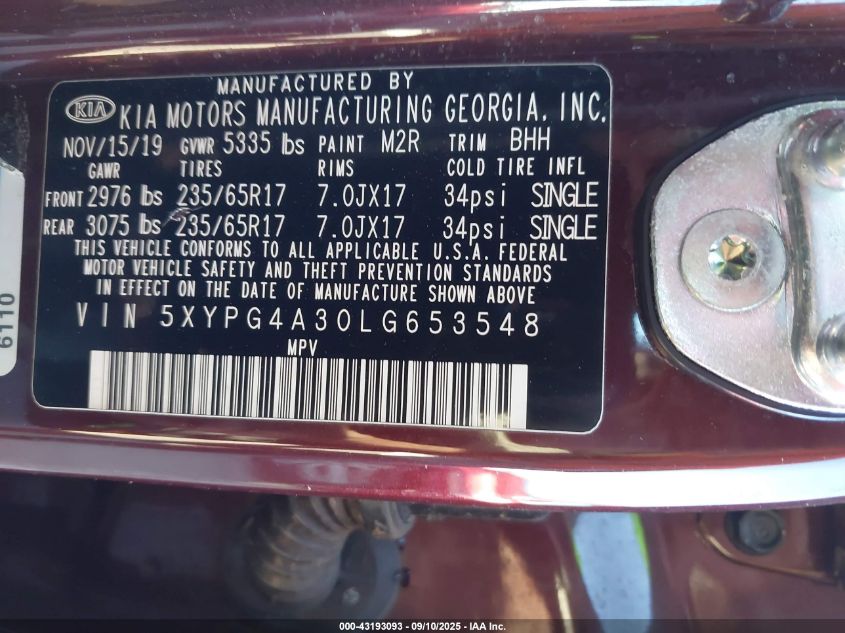 MANUFACTURED BY
KIA KIA MOTORS MANUFACTURING GEORGIA, INC.
NOV/15/19 GVWR 5335 lbs PAINT M2R TRIM BHH
GAWR TIRES RIMS COLD TIRE INFL
FRONT 2976 lbs 235/65R17 7.0JX17 34psi SINGLE
REAR 3075 lbs 235/65R17 7.0JX17 34psi SINGLE
THIS VEHICLE CONFORMS TO ALL APPLICABLE U.S.A. FEDERAL
MOTOR VEHICLE SAFETY AND THEFT PREVENTION STANDARDS
IN EFFECT ON THE DATE OF MANUFACTURE SHOWN ABOVE
VIN 5XYPG4A30LG653548
MPV
6110
000-43193093 - 09/10/2025 - IAA Inc.